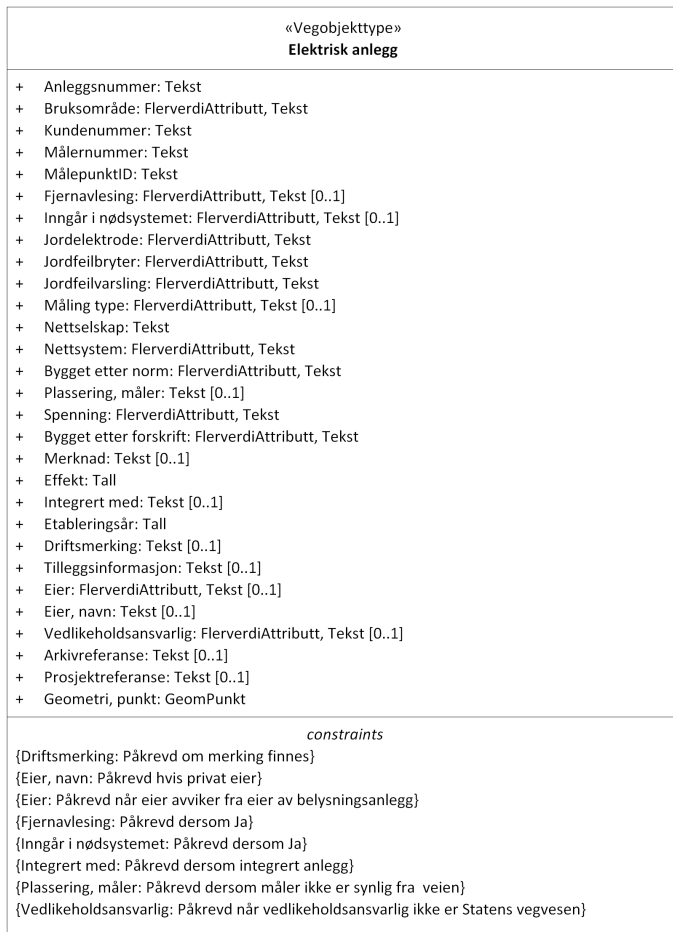 «Vegobjekttype»
Elektrisk anlegg
+ Anleggsnummer: Tekst
+ Bruksområde: FlerverdiAttributt, Tekst
+ Kundenummer: Tekst
+ Målernummer: Tekst
+ MålepunktID: Tekst
+ Fjernavlesing: FlerverdiAttributt, Tekst [0..1]
+ Inngår i nødsystemet: FlerverdiAttributt, Tekst [0..1]
+ Jordelektrode: FlerverdiAttributt, Tekst
+ Jordfeilbryter: FlerverdiAttributt, Tekst
+ Jordfeilvarsling: FlerverdiAttributt, Tekst
+ Måling type: FlerverdiAttributt, Tekst [0..1]
+ Nettselskap: Tekst
+ Nettsystem: FlerverdiAttributt, Tekst
+ Bygget etter norm: FlerverdiAttributt, Tekst
+ Plassering, måler: Tekst [0..1]
+ Spenning: FlerverdiAttributt, Tekst
+ Bygget etter forskrift: FlerverdiAttributt, Tekst
+ Merknad: Tekst [0..1]
+ Effekt: Tall
+ Integrert med: Tekst [0..1]
+ Etableringsår: Tall
+ Driftsmerking: Tekst [0..1]
+ Tilleggsinformasjon: Tekst [0..1]
+ Eier: FlerverdiAttributt, Tekst [0..1]
+ Eier, navn: Tekst [0..1]
+ Vedlikeholdsansvarlig: FlerverdiAttributt, Tekst [0..1]
+ Arkivreferanse: Tekst [0..1]
+ Prosjektreferanse: Tekst [0..1]
+ Geometri, punkt: GeomPunkt
constraints
{Driftsmerking: Påkrevd om merking finnes}
{Eier, navn: Påkrevd hvis privat eier}
{Eier: Påkrevd når eier avviker fra eier av belysningsanlegg}
{Fjernavlesing: Påkrevd dersom Ja}
{Inngår i nødsystemet: Påkrevd dersom Ja}
{Integrert med: Påkrevd dersom integrert anlegg}
{Plassering, måler: Påkrevd dersom måler ikke er synlig fra  veien}
{Vedlikeholdsansvarlig: Påkrevd når vedlikeholdsansvarlig ikke er Statens vegvesen}